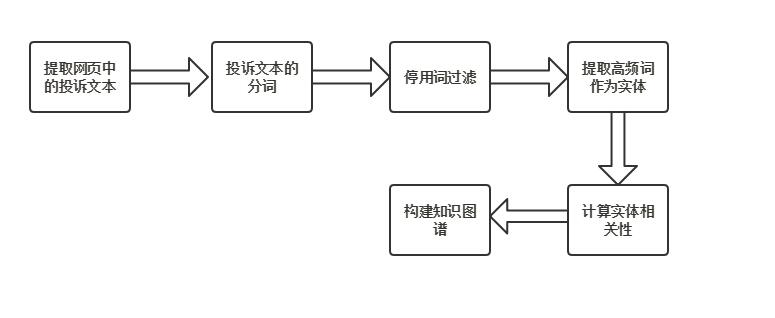 提取网页中
的投诉文本
投诉文本的
分词
停用词过滤
提取高频词
作为实体
计算实体相
关性
构建知识图
谱